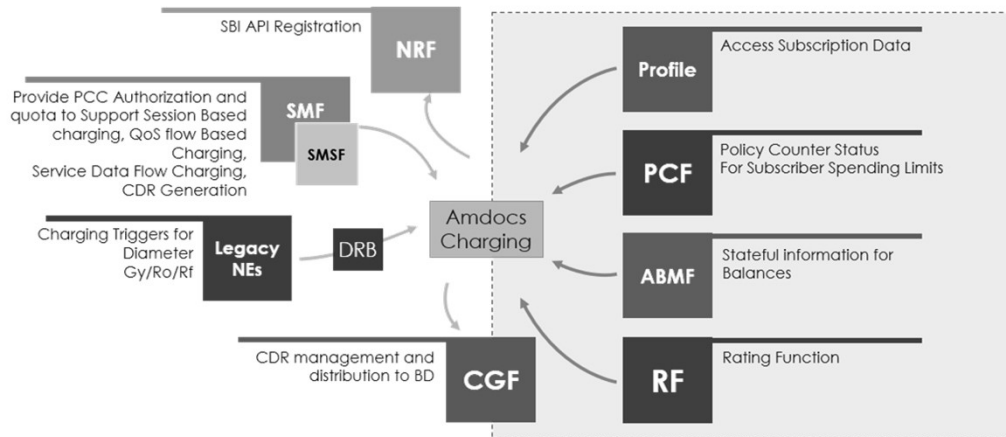 SBI API Registration
NRF
Provide PCC Authorization and
quota to Support Session Based
charging, QoS flow Based
Charging,
Service Data Flow Charging,
CDR Generation
SMF
SMSF
Charging Triggers for
Diameter
Gy/Ro/Rf
Legacy
NEs
DRB
Amdocs
Charging
CDR management and
distribution to BD
CGF
Profile
Access Subscription Data
PCF
Policy Counter Status
For Subscriber Spending Limits
ABMF
Stateful information for
Balances
RF
Rating Function